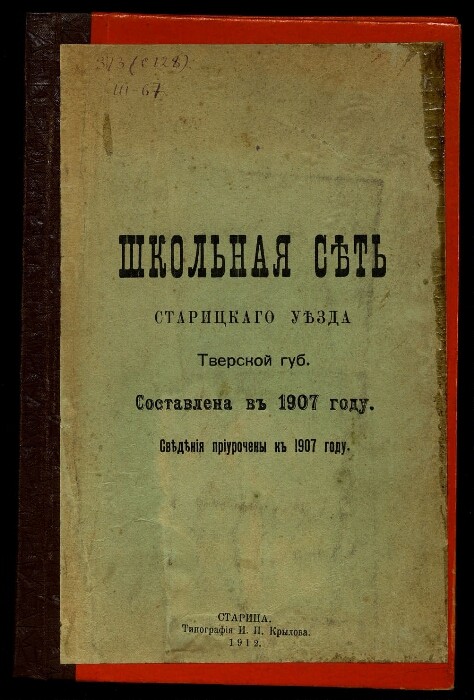 373(с128).
Ш-67
ШКОЛЬНАЯ СѢТЬ
СТАРИЦКАГО УѢЗДА
Тверской губ.
Составлена въ 1907 году.
Свѣдѣнія пріурочены къ 1907 году.
СТАРИЦА.
Типографія И. П. Крылова.
1912.